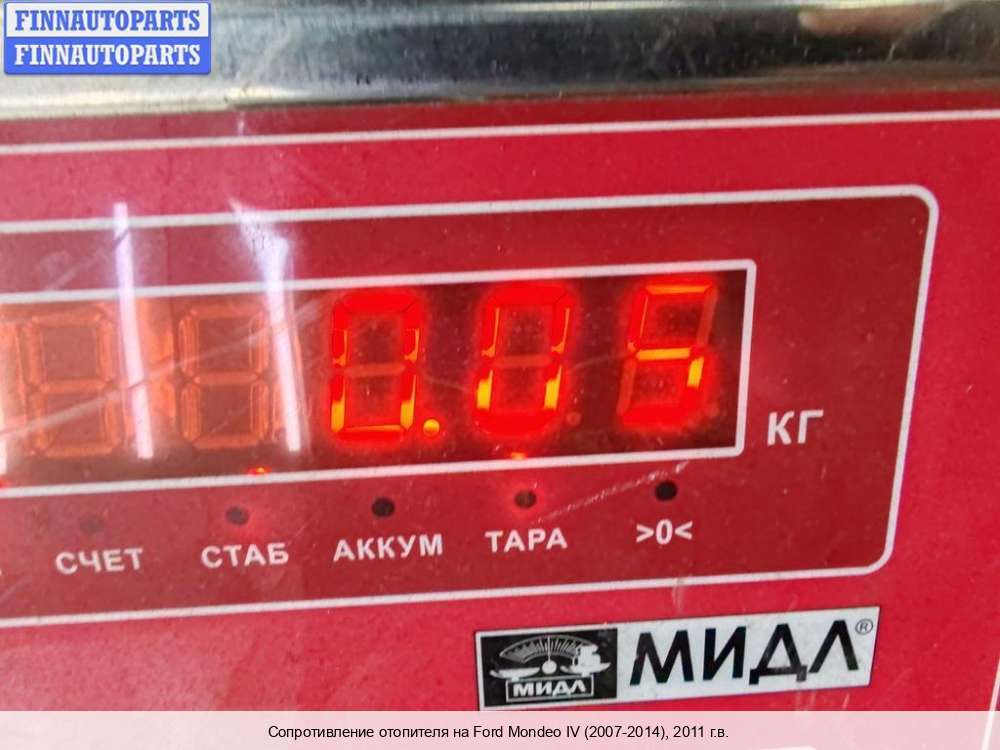 FINNAUTOPARTS
FINNAUTOPARTS
0.05
КГ
СЧЕТ СТАБ АККУМ ТАРА >0<
МИДЛ МИДЛ®
Сопротивление отопителя на Ford Mondeo IV (2007-2014), 2011 г.в.